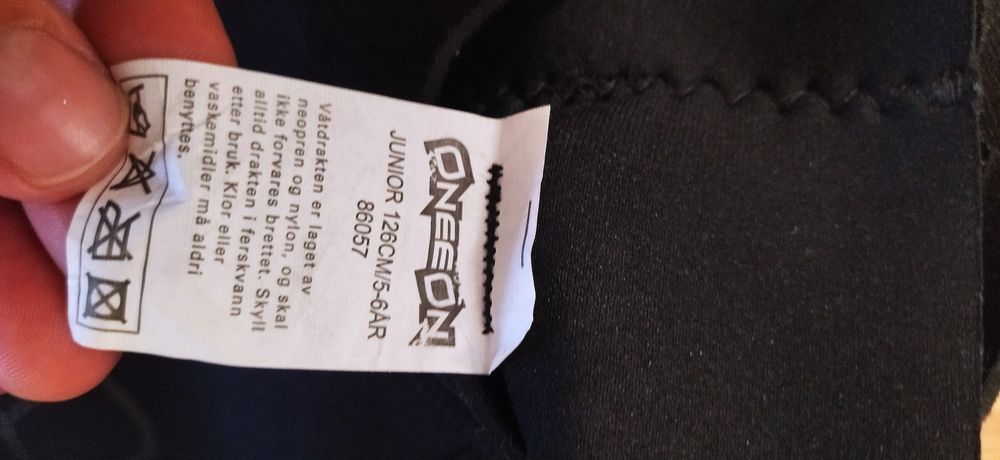 ONEEON
JUNIOR 126CM/5-6ÅR
86057
Våtdrakten er laget av
neopren og nylon, og skal
ikke forvares brettet. Skyll
alltid drakten i ferskvann
etter bruk. Klor eller
vaskemidler må aldri
benyttes.